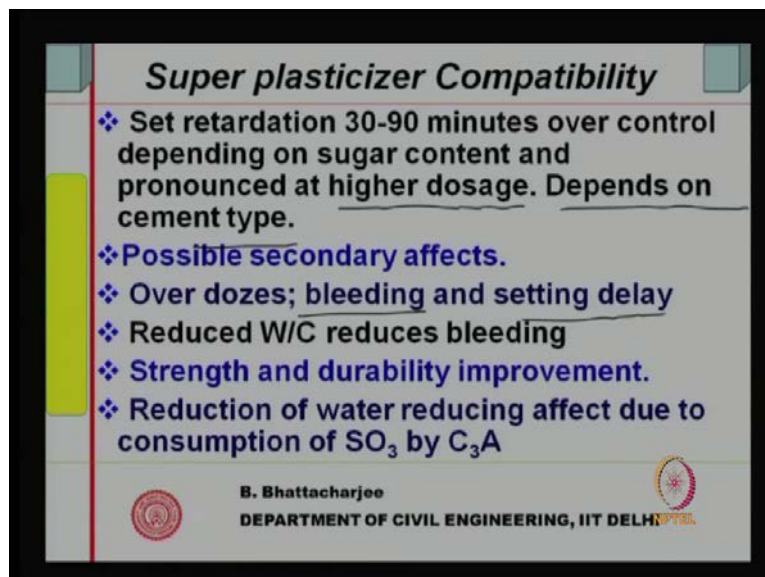 Super plasticizer Compatibility
❖ Set retardation 30-90 minutes over control
depending on sugar content and
pronounced at higher dosage. Depends on
cement type.
❖Possible secondary affects.
❖ Over dozes; bleeding and setting delay
❖ Reduced W/C reduces bleeding
❖ Strength and durability improvement.
❖ Reduction of water reducing affect due to
consumption of SO₃ by C₃A
B. Bhattacharjee
DEPARTMENT OF CIVIL ENGINEERING, IIT DELHI
NPTEL